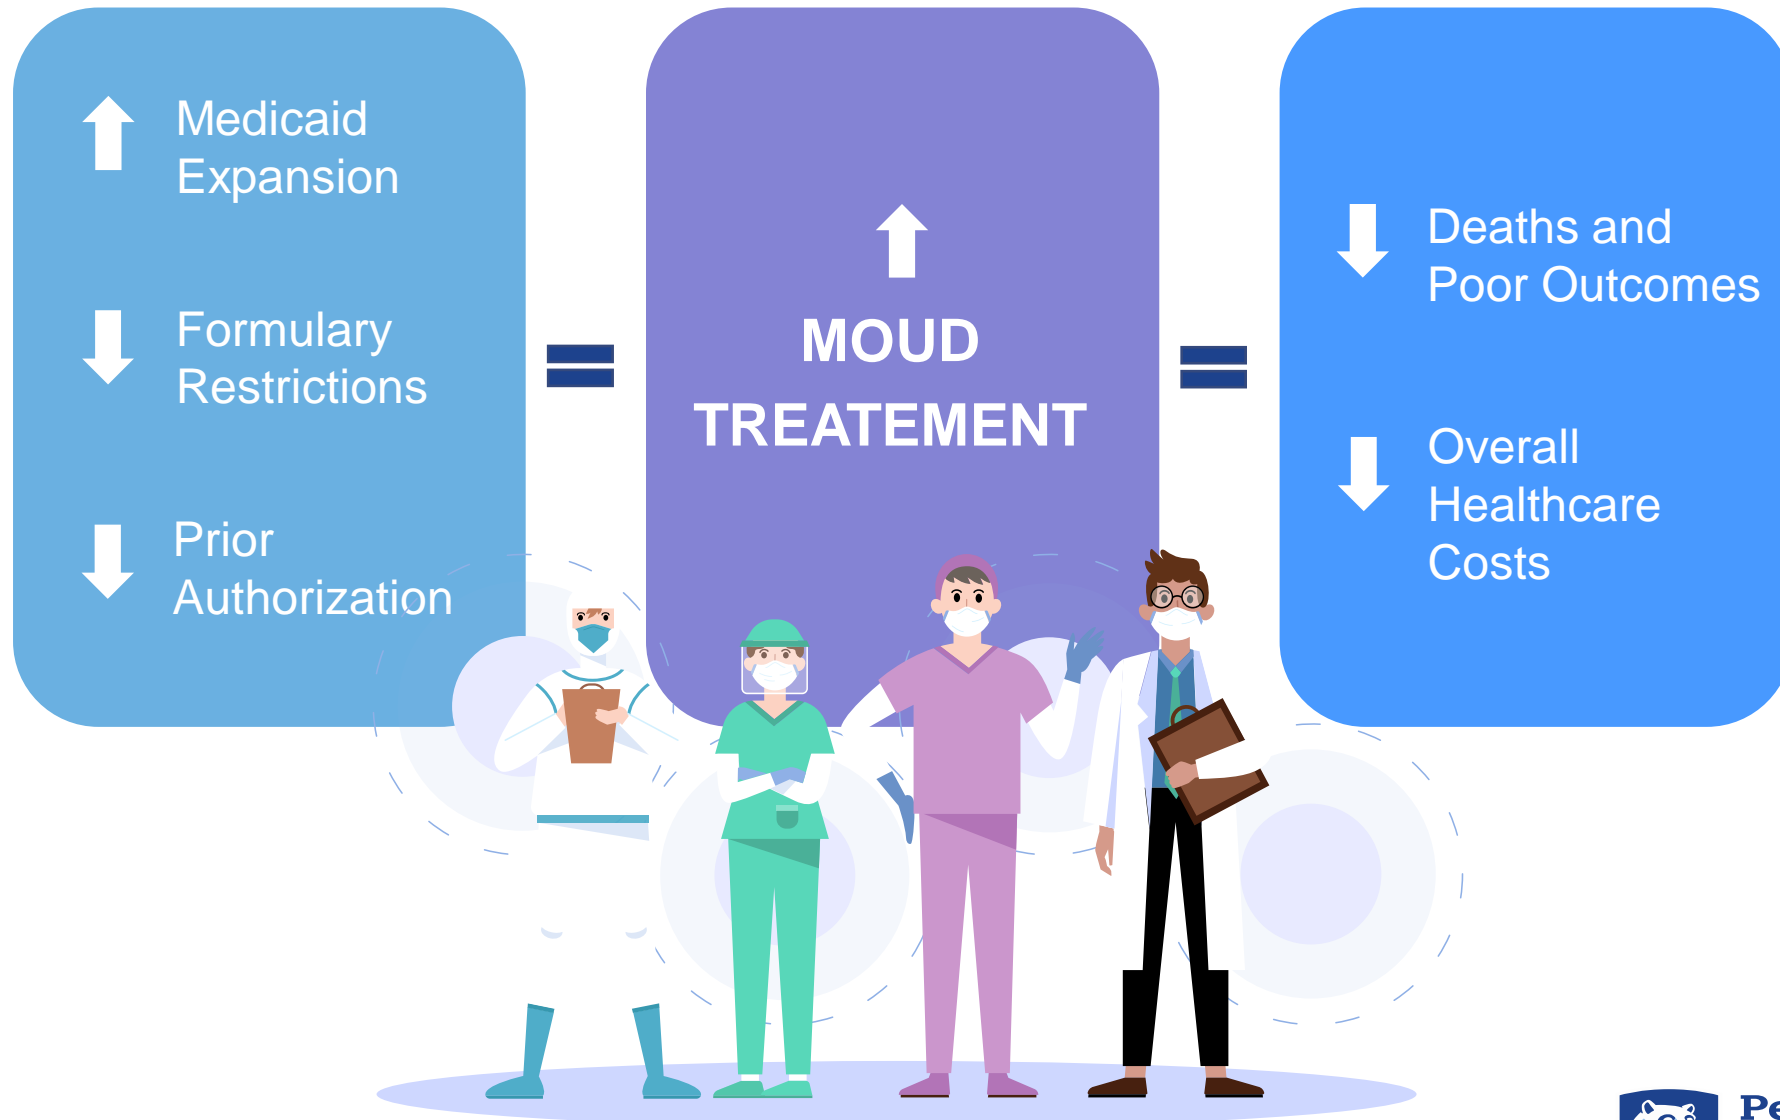 Medicaid
Expansion
Formulary
Restrictions
Prior
Authorization
MOUD
TREATEMENT
Deaths and
Poor Outcomes
Overall
Healthcare
Costs